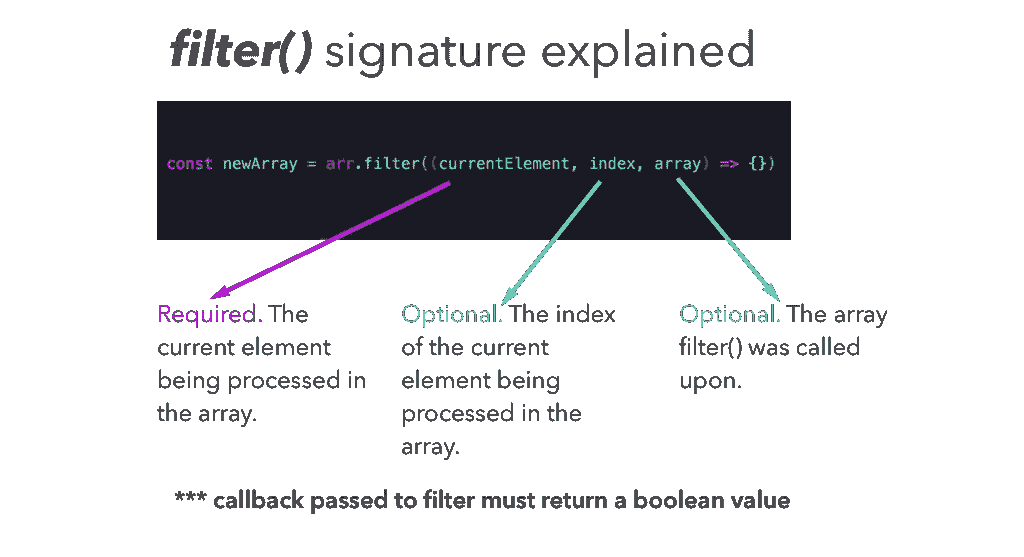 filter() signature explained
const newArray = arr.filter((currentElement, index, array) => {})
Required. The
current element
being processed in
the array.
Optional. The index
of the current
element being
processed in the
array.
Optional. The array
filter() was called
upon.
*** callback passed to filter must return a boolean value